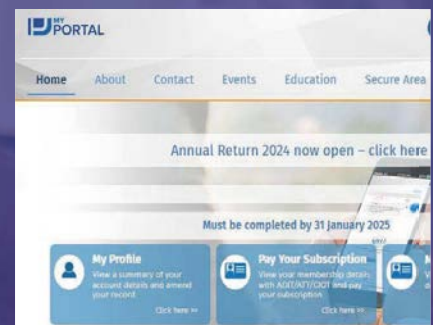 MY
PORTAL
Home About Contact Events Education Secure Area
Annual Return 2024 now open – click here
Must be completed by 31 January 2025
My Profile
View a summary of your
account details and amend
your record.
Click here >>
Pay Your Subscription
View your membership details
with ADIT/ATT/CIOT and pay
your subscription
Click here >>